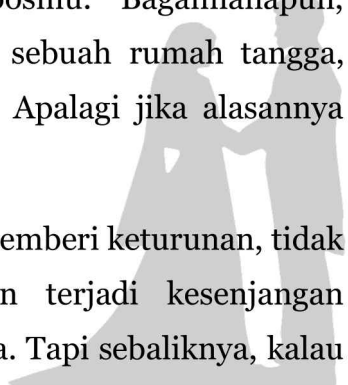 Bagaimanapun,
sebuah rumah tangga,
Apalagi jika alasannya
emberi keturunan, tidak
n terjadi kesenjangan
a. Tapi sebaliknya, kalau